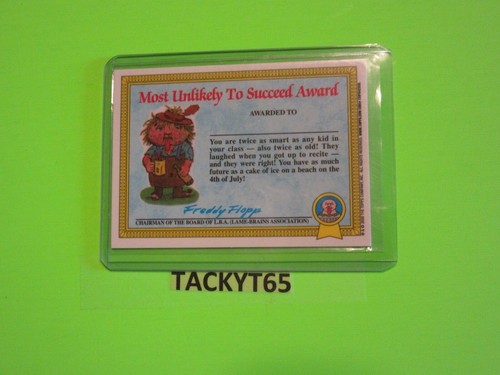 Most Unlikely To Succeed Award
AWARDED TO
You are twice as smart as any kid in
your class — also twice as old! They
laughed when you got up to recite —
and they were right! You have as much
future as a cake of ice on a beach on the
4th of July!
Freddy Flopp
CHAIRMAN OF THE BOARD OF L.B.A. (LAME-BRAINS ASSOCIATION)
TACKYT65